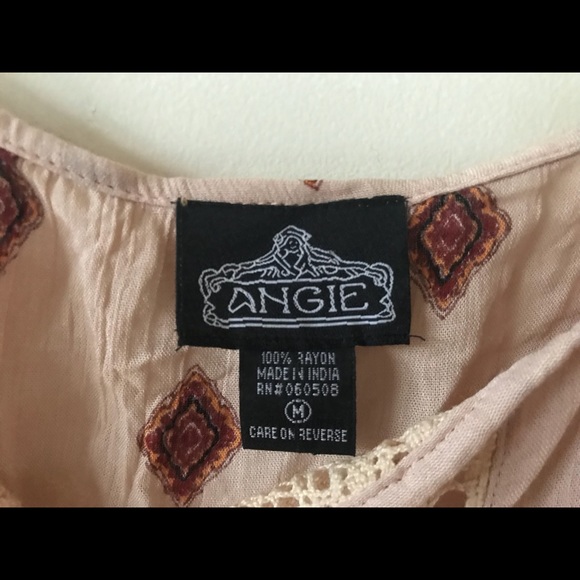 ANGIE
100% RAYON
MADE IN INDIA
RN#060508
M
CARE ON REVERSE